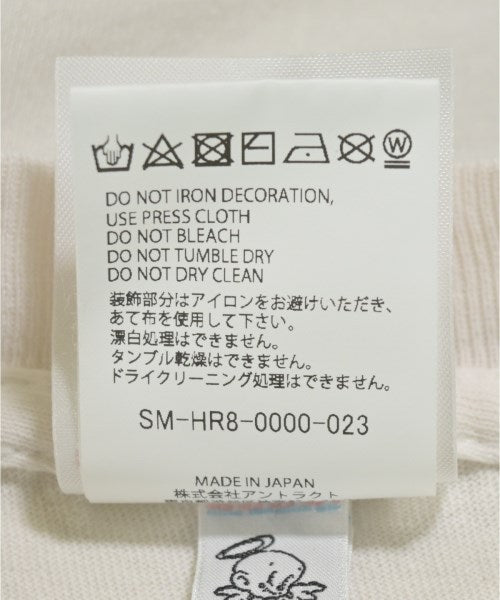 W
DO NOT IRON DECORATION,
USE PRESS CLOTH
DO NOT BLEACH
DO NOT TUMBLE DRY
DO NOT DRY CLEAN
装飾部分はアイロンをお避けいただき、
あて布を使用して下さい。
漂白処理はできません。
タンブル乾燥はできません。
ドライクリーニング処理はできません。
SM-HR8-0000-023
MADE IN JAPAN
株式会社アントラクト